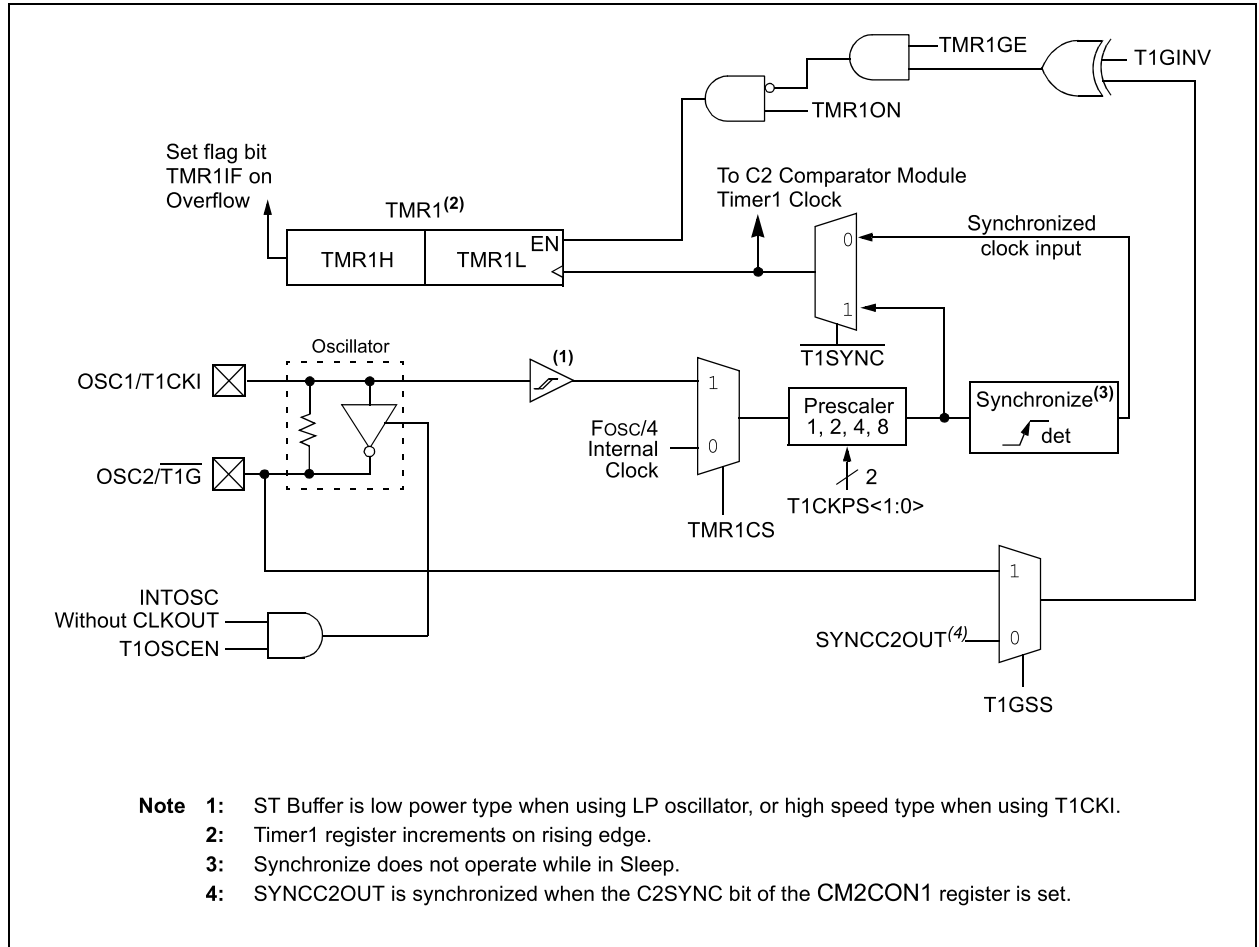 TMR1GE
T1GINV
TMR1ON
Set flag bit
TMR1IF on
Overflow
To C2 Comparator Module
Timer1 Clock
TMR1(2)
EN
TMR1H
TMR1L
0
Synchronized
clock input
1
T1SYNC
Oscillator
(1)
OSC1/T1CKI
1
FOSC/4
Internal
Clock
0
Prescaler
1, 2, 4, 8
Synchronize(3)
det
OSC2/T1G
2
T1CKPS<1:0>
TMR1CS
1
INTOSC
Without CLKOUT
T1OSCEN
SYNCC2OUT(4)
0
T1GSS
Note 1: ST Buffer is low power type when using LP oscillator, or high speed type when using T1CKI.
2: Timer1 register increments on rising edge.
3: Synchronize does not operate while in Sleep.
4: SYNCC2OUT is synchronized when the C2SYNC bit of the CM2CON1 register is set.